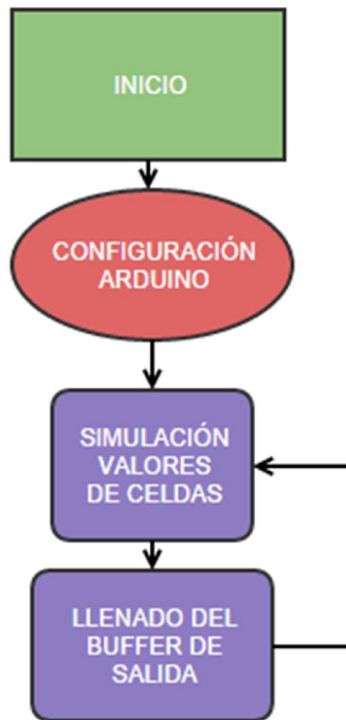 INICIO
CONFIGURACIÓN
ARDUINO
SIMULACIÓN
VALORES
DE CELDAS
LLENADO DEL
BUFFER DE
SALIDA